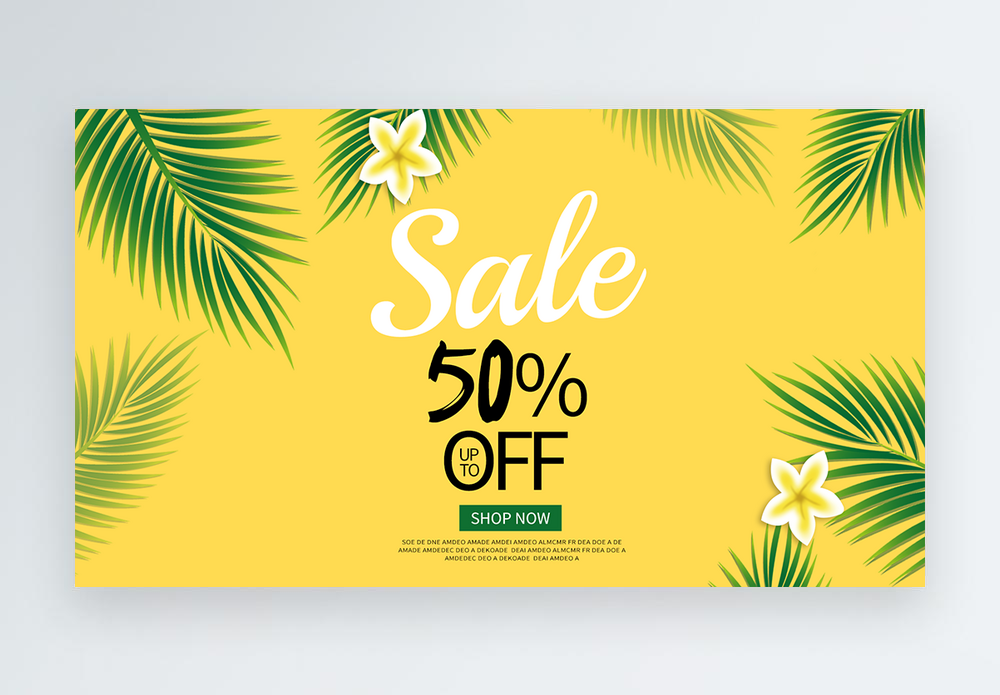 Sale
50%
UP
TO
OFF
SHOP NOW
SOE DE DNE AMDEO AMADE AMDEI AMDEO ALMCMR FR DEA DOE A DE
AMADE AMDEDEC DEO A DEKOADE DEAI AMDEO ALMCMR FR DEA DOE A
AMDEDEC DEO A DEKOADE DEAI AMDEO A